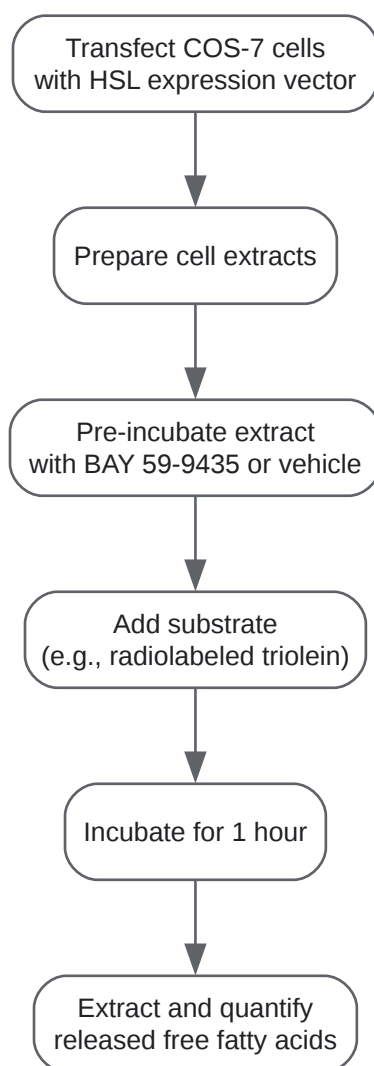 Transfect COS-7 cells
with HSL expression vector
Prepare cell extracts
Pre-incubate extract
with BAY 59-9435 or vehicle
Add substrate
(e.g., radiolabeled triolein)
Incubate for 1 hour
Extract and quantify
released free fatty acids